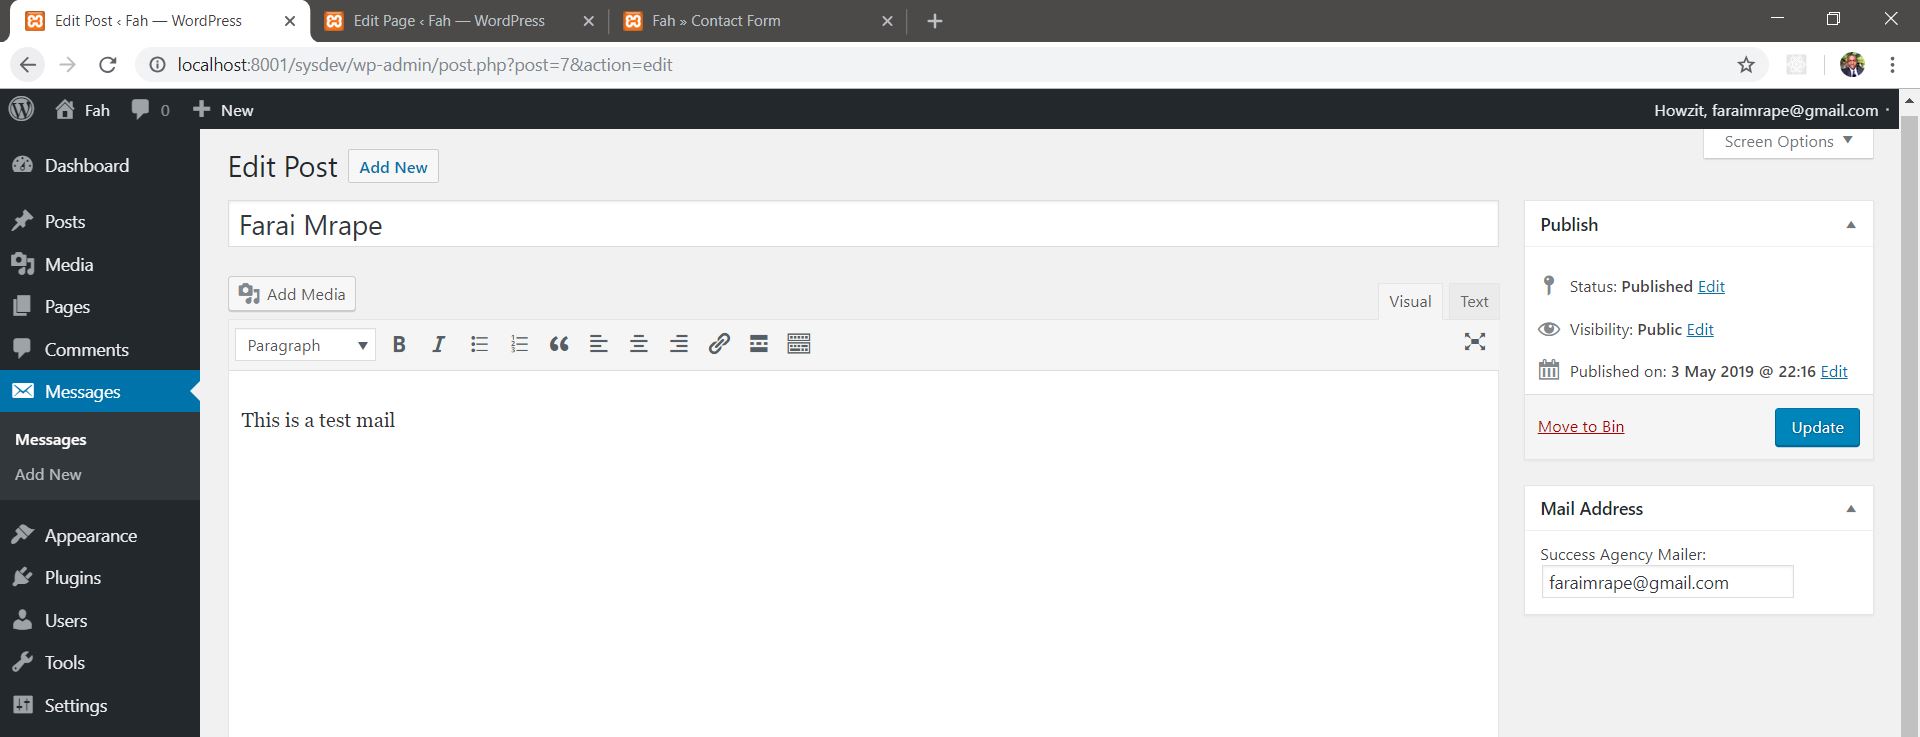 Edit Post ‹ Fah — WordPress
Edit Page ‹ Fah — WordPress
Fah » Contact Form
localhost:8001/sysdev/wp-admin/post.php?post=7&action=edit
Fah
0
New
Howzit, faraimrape@gmail.com
Screen Options
Dashboard
Posts
Media
Pages
Comments
Messages
Messages
Add New
Appearance
Plugins
Users
Tools
Settings
Edit Post
Add New
Farai Mrape
Add Media
Visual
Text
Paragraph
B
I
This is a test mail
Publish
Status: Published Edit
Visibility: Public Edit
Published on: 3 May 2019 @ 22:16 Edit
Move to Bin
Update
Mail Address
Success Agency Mailer:
faraimrape@gmail.com